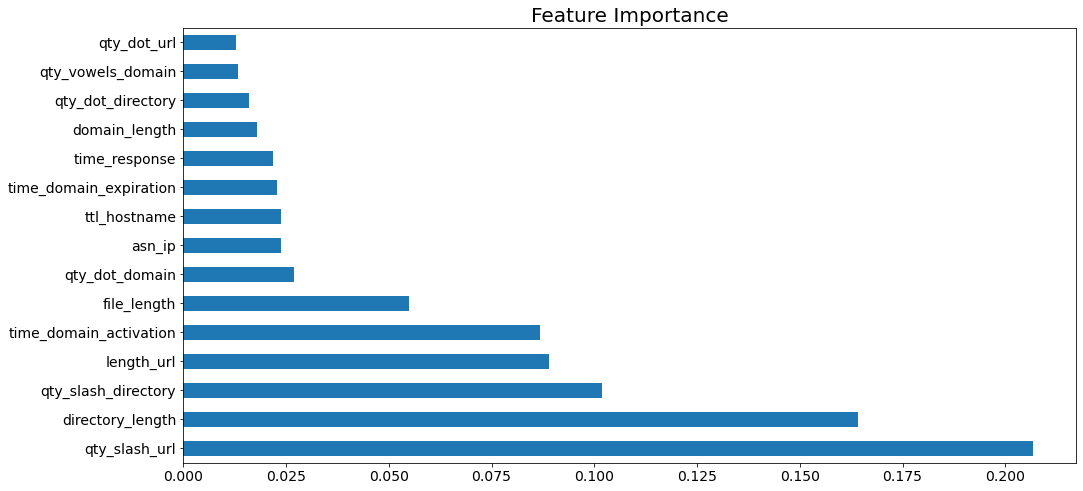 Feature Importance
qty_dot_url
qty_vowels_domain
qty_dot_directory
domain_length
time_response
time_domain_expiration
ttl_hostname
asn_ip
qty_dot_domain
file_length
time_domain_activation
length_url
qty_slash_directory
directory_length
qty_slash_url
0.000 0.025 0.050 0.075 0.100 0.125 0.150 0.175 0.200